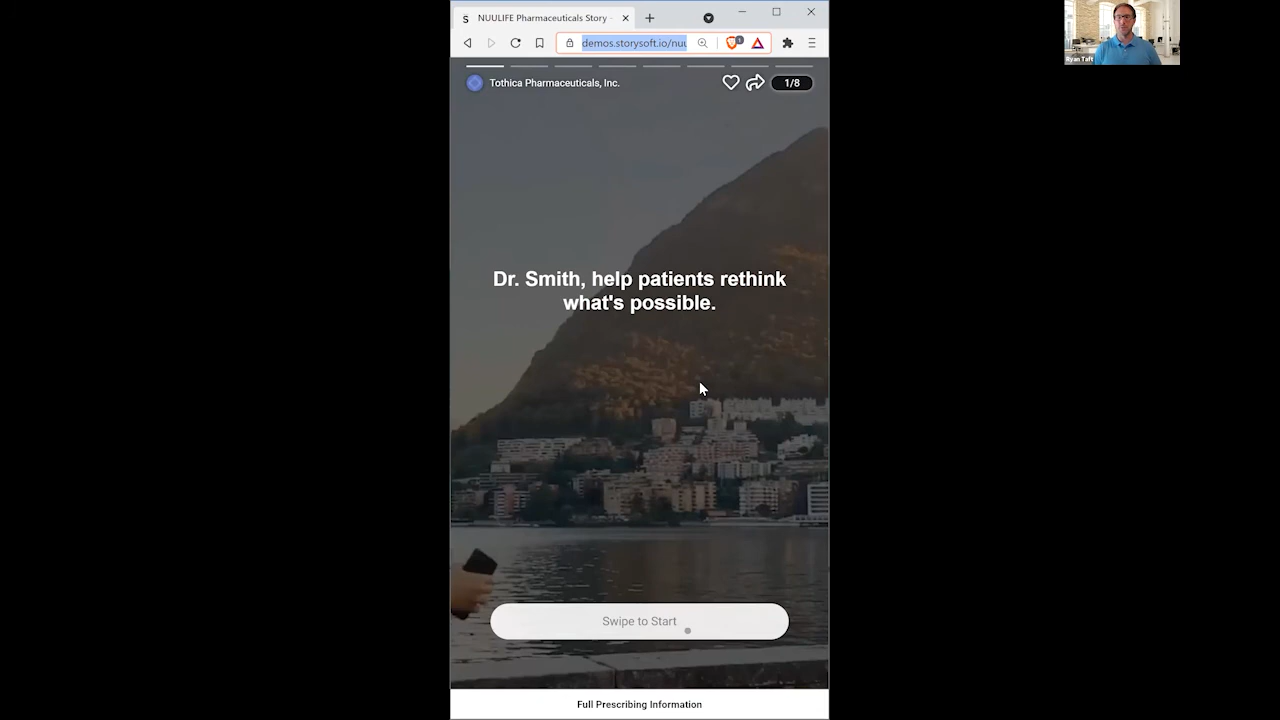 NUULIFE Pharmaceuticals Story -
demos.storysoft.io/nuu
1
Tothica Pharmaceuticals, Inc.
1/8
Ryan Taft
Dr. Smith, help patients rethink
what's possible.
Swipe to Start
Full Prescribing Information